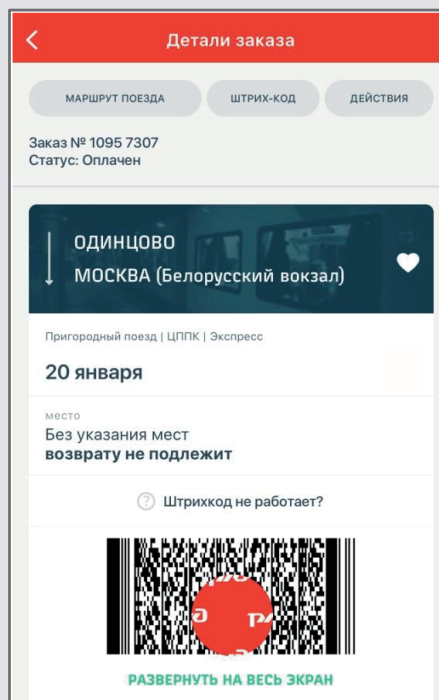 Детали заказа
МАРШРУТ ПОЕЗДА ШТРИХ-КОД ДЕЙСТВИЯ
Заказ № 1095 7307
Статус: Оплачен
ОДИНЦОВО
МОСКВА (Белорусский вокзал)
Пригородный поезд | ЦППК | Экспресс
20 января
место
Без указания мест
возврату не подлежит
? Штрихкод не работает?
РАЗВЕРНУТЬ НА ВЕСЬ ЭКРАН